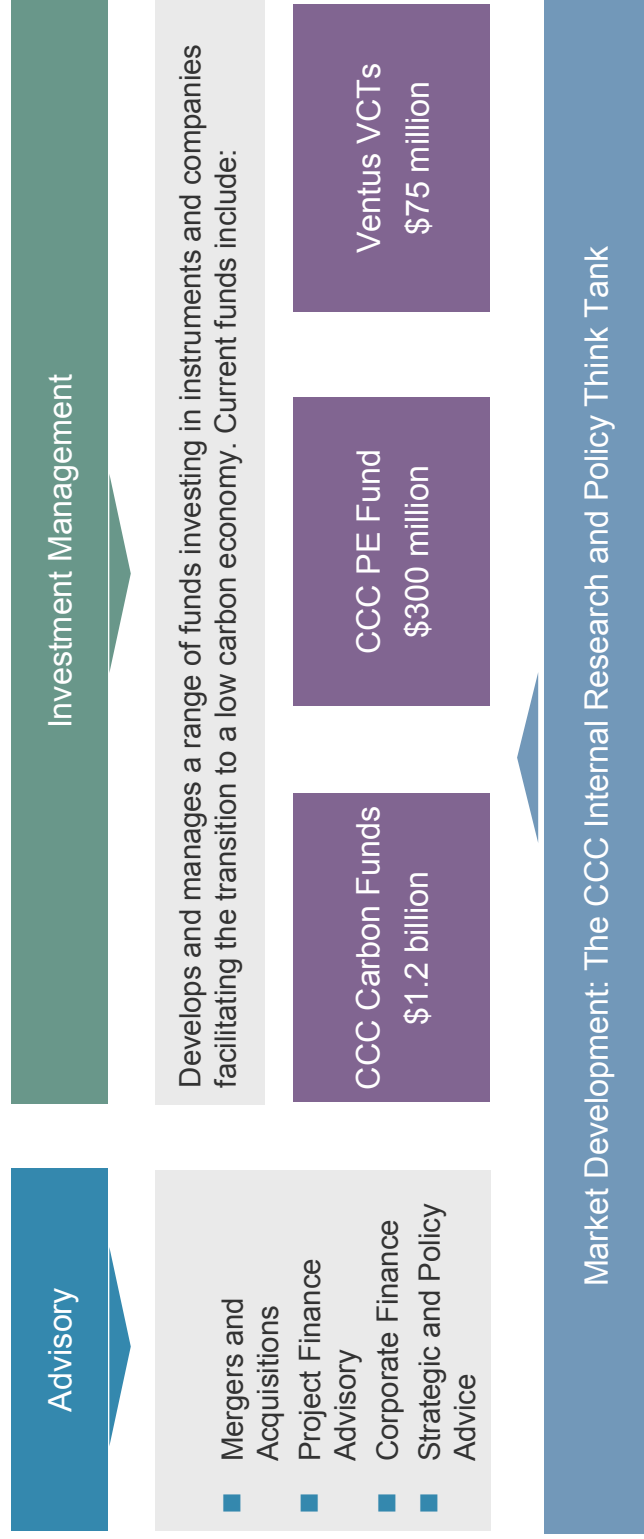 Advisory
Investment Management
Mergers and
Acquisitions
Project Finance
Advisory
Corporate Finance
Strategic and Policy
Advice
Develops and manages a range of funds investing in instruments and companies
facilitating the transition to a low carbon economy. Current funds include:
CCC Carbon Funds
$1.2 billion
CCC PE Fund
$300 million
Ventus VCTs
$75 million
Market Development: The CCC Internal Research and Policy Think Tank